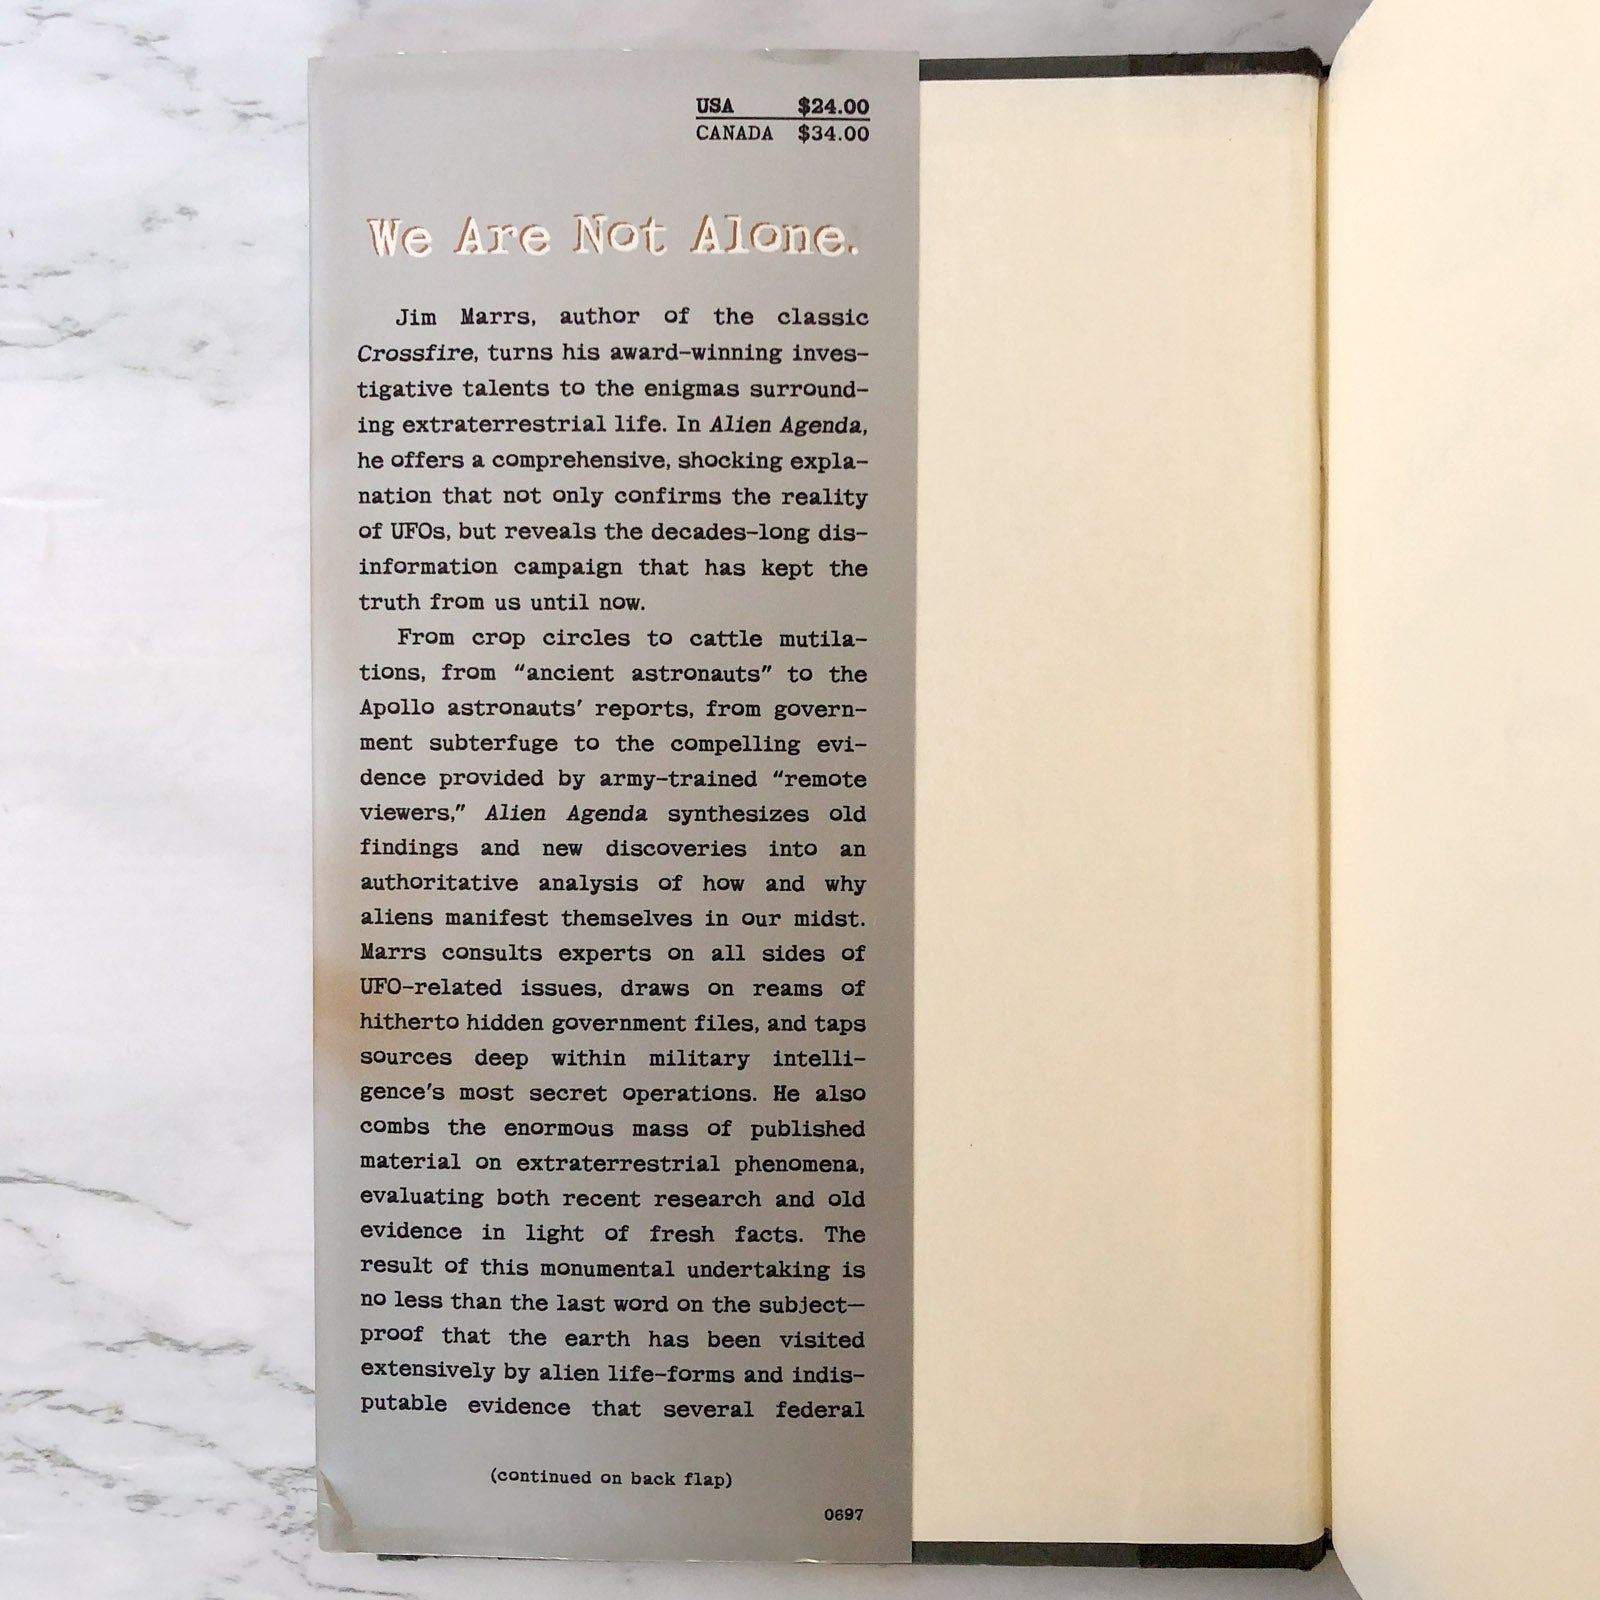 USA $24.00
CANADA $34.00
We Are Not Alone.
Jim Marrs, author of the classic
Crossfire, turns his award-winning inves-
tigative talents to the enigmas surround-
ing extraterrestrial life. In Alien Agenda,
he offers a comprehensive, shocking expla-
nation that not only confirms the reality
of UFOs, but reveals the decades-long dis-
information campaign that has kept the
truth from us until now.
From crop circles to cattle mutila-
tions, from “ancient astronauts” to the
Apollo astronauts’ reports, from govern-
ment subterfuge to the compelling evi-
dence provided by army-trained “remote
viewers,” Alien Agenda synthesizes old
findings and new discoveries into an
authoritative analysis of how and why
aliens manifest themselves in our midst.
Marrs consults experts on all sides of
UFO-related issues, draws on reams of
hitherto hidden government files, and taps
sources deep within military intelli-
gence’s most secret operations. He also
combs the enormous mass of published
material on extraterrestrial phenomena,
evaluating both recent research and old
evidence in light of fresh facts. The
result of this monumental undertaking is
no less than the last word on the subject—
proof that the earth has been visited
extensively by alien life-forms and indis-
putable evidence that several federal
(continued on back flap)
0697